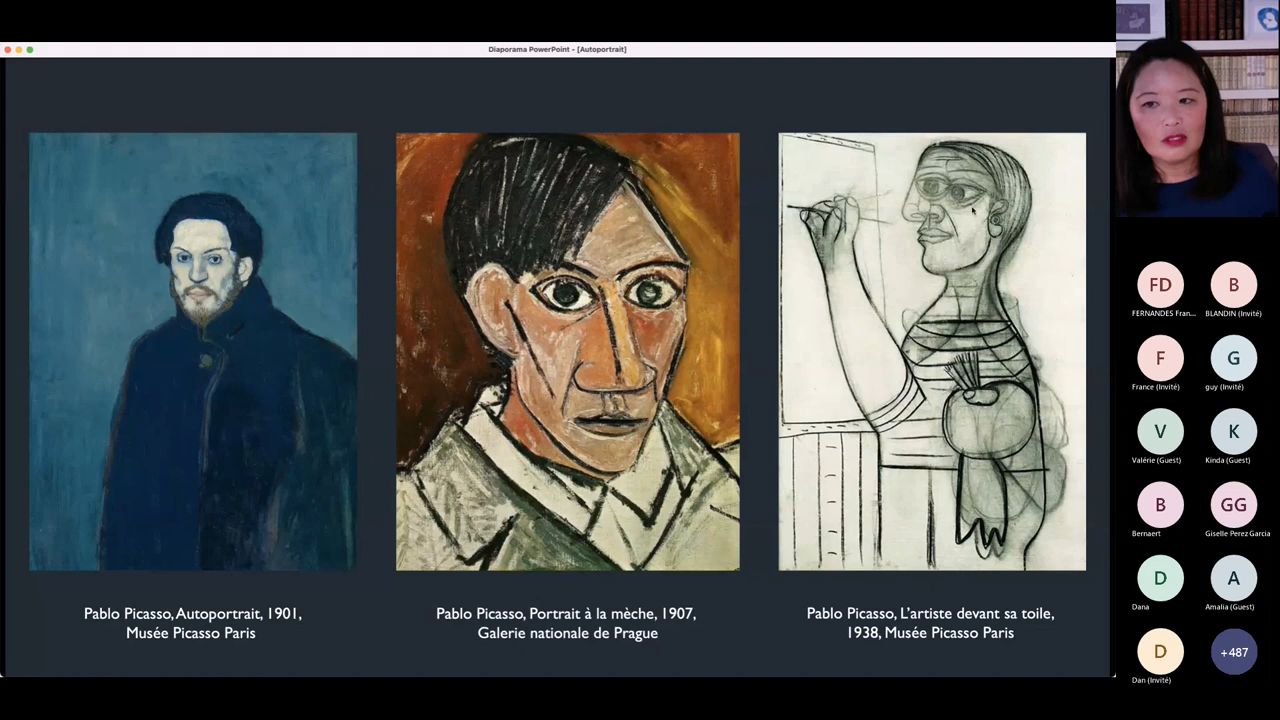 Diaporama PowerPoint - [Autoportrait]
Pablo Picasso, Autoportrait, 1901,
Musée Picasso Paris
Pablo Picasso, Portrait à la mèche, 1907,
Galerie nationale de Prague
Pablo Picasso, L'artiste devant sa toile,
1938, Musée Picasso Paris
FD
B
FERNANDES Fran...
BLANDIN (Invité)
F
G
France (Invité)
guy (Invité)
V
K
Valérie (Guest)
Kinda (Guest)
B
GG
Bernaert
Giselle Perez Garcia
D
A
Dana
Amalia (Guest)
D
+487
Dan (Invité)